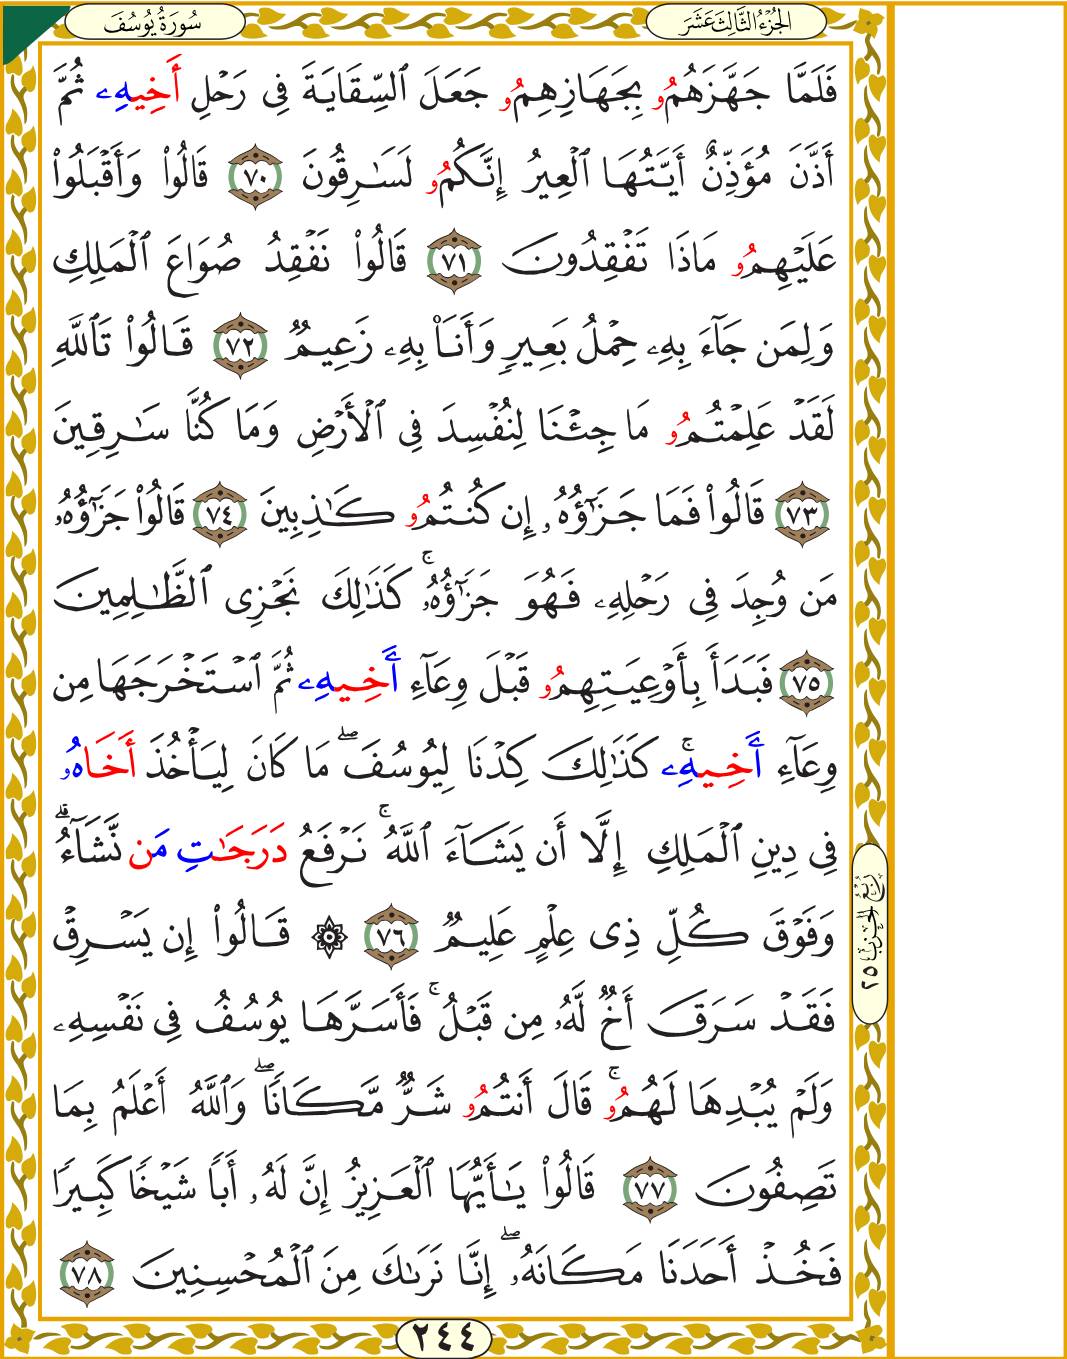 سُورَةُ يُوسُفَ
الجُزْءُ الثَّالِثَ عَشَرَ
فَلَمَّا جَهَّزَهُمُۥ بِجَهَازِهِمُۥ جَعَلَ ٱلسِّقَايَةَ فِى رَحْلِ أَخِيهِۦ ثُمَّ
أَذَّنَ مُؤَذِّنٌ أَيَّتُهَا ٱلْعِيرُ إِنَّكُمُۥ لَسَٰرِقُونَ ٧٠ قَالُوا۟ وَأَقْبَلُوا۟
عَلَيْهِمُۥ مَاذَا تَفْقِدُونَ ٧١ قَالُوا۟ نَفْقِدُ صُوَاعَ ٱلْمَلِكِ
وَلِمَن جَآءَ بِهِۦ حِمْلُ بَعِيرٍ وَأَنَا۠ بِهِۦ زَعِيمٌ ٧٢ قَالُوا۟ تَٱللَّهِ
لَقَدْ عَلِمْتُمُۥ مَا جِئْنَا لِنُفْسِدَ فِى ٱلْأَرْضِ وَمَا كُنَّا سَٰرِقِينَ
٧٣ قَالُوا۟ فَمَا جَزَٰٓؤُهُۥٓ إِن كُنتُمُۥ كَٰذِبِينَ ٧٤ قَالُوا۟ جَزَٰٓؤُهُۥ
مَن وُجِدَ فِى رَحْلِهِۦ فَهُوَ جَزَٰٓؤُهُۥ ۚ كَذَٰلِكَ نَجْزِى ٱلظَّٰلِمِينَ
٧٥ فَبَدَأَ بِأَوْعِيَتِهِمُۥ قَبْلَ وِعَآءِ أَخِيهِۦ ثُمَّ ٱسْتَخْرَجَهَا مِن
وِعَآءِ أَخِيهِۦ ۚ كَذَٰلِكَ كِدْنَا لِيُوسُفَ ۖ مَا كَانَ لِيَأْخُذَ أَخَاهُۥ
فِى دِينِ ٱلْمَلِكِ إِلَّآ أَن يَشَآءَ ٱللَّهُ ۚ نَرْفَعُ دَرَجَٰتِ مَن نَّشَآءُ ۗ
وَفَوْقَ كُلِّ ذِى عِلْمٍ عَلِيمٌ ٧٦ ۞ قَالُوٓا۟ إِن يَسْرِقْ
فَقَدْ سَرَقَ أَخٌ لَّهُۥ مِن قَبْلُ ۚ فَأَسَرَّهَا يُوسُفُ فِى نَفْسِهِۦ
وَلَمْ يُبْدِهَا لَهُمُۥ ۚ قَالَ أَنتُمُۥ شَرٌّ مَّكَانًا ۖ وَٱللَّهُ أَعْلَمُ بِمَا
تَصِفُونَ ٧٧ قَالُوا۟ يَٰٓأَيُّهَا ٱلْعَزِيزُ إِنَّ لَهُۥٓ أَبًا شَيْخًا كَبِيرًا
فَخُذْ أَحَدَنَا مَكَانَهُۥٓ ۖ إِنَّا نَرَىٰكَ مِنَ ٱلْمُحْسِنِينَ ٧٨
رُبْعُ الحِزْب ٢٥
٢٤٤